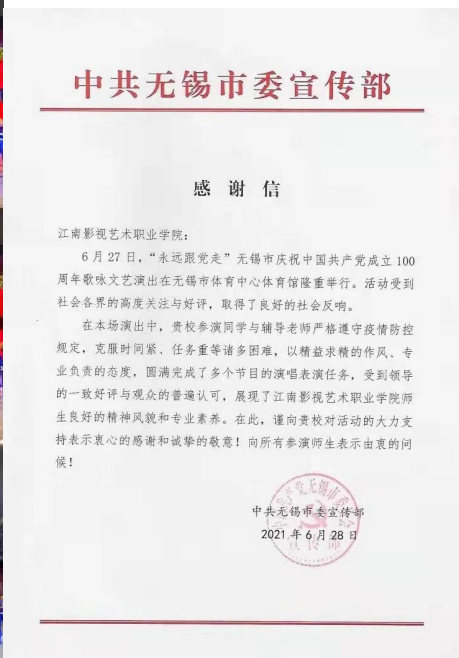 中共无锡市委宣传部
感谢信
江南影视艺术职业学院：
6月27日，“永远跟党走”无锡市庆祝中国共产党成立100
周年歌咏文艺演出在无锡市体育中心体育馆隆重举行。活动受到
社会各界的高度关注与好评，取得了良好的社会反响。
在本场演出中，贵校参演同学与辅导老师严格遵守疫情防控
规定，克服时间紧、任务重等诸多困难，以精益求精的作风、专
业负责的态度，圆满完成了多个节目的演唱表演任务，受到领导
的一致好评与观众的普遍认可，展现了江南影视艺术职业学院师
生良好的精神风貌和专业素养。在此，谨向贵校对活动的大力支
持表示衷心的感谢和诚挚的敬意！向所有参演师生表示由衷的问
候！
中共无锡市委宣传部
2021年6月28日
中国共产党无锡市委员会
宣传部